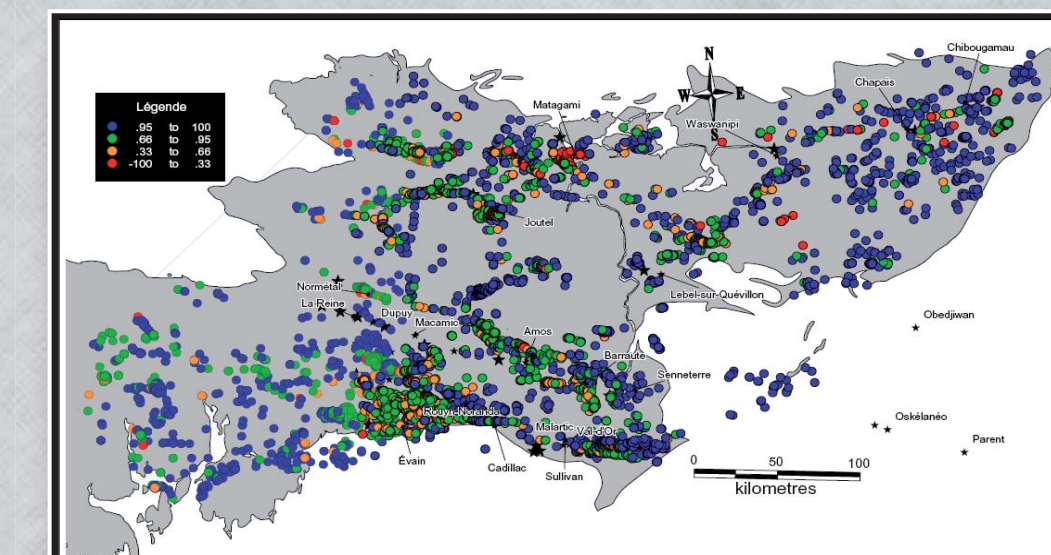 Légende
.95 to 100
.66 to .95
.33 to .66
-100 to .33
N
W E
S
Chibougamau
Chapais
Matagami
Waswanipi
Joutel
Normétal
La Reine
Dupuy
Macamic
Lebel-sur-Quévillon
Obedjiwan
Amos
Barraute
Senneterre
Rouyn-Noranda
Malartic
Val-d'Or
Évain
Cadillac
Sullivan
Oskélanéo
Parent
0 50 100
kilometres